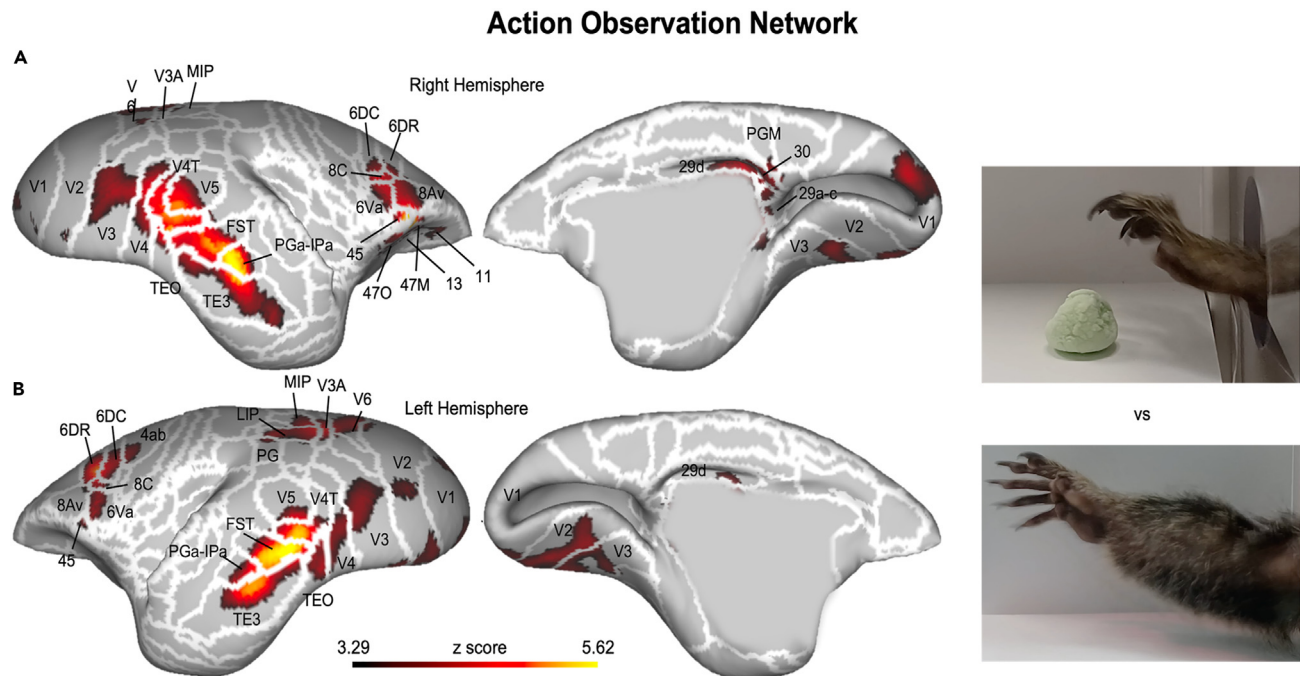 Action Observation Network
A
Right Hemisphere
V
6
V3A
MIP
6DC
6DR
8C
8Av
6Va
V4T
V5
V1
V2
V3
V4
FST
PGa-IPa
TEO
TE3
45
47O
47M
13
11
PGM
30
29d
29a-c
V1
V2
V3
vs
B
Left Hemisphere
MIP
V3A
V6
LIP
PG
6DR
6DC
4ab
8C
8Av
6Va
45
V2
V1
V5
V4T
V3
V4
FST
PGa-IPa
TEO
TE3
29d
V1
V2
V3
3.29 z score 5.62